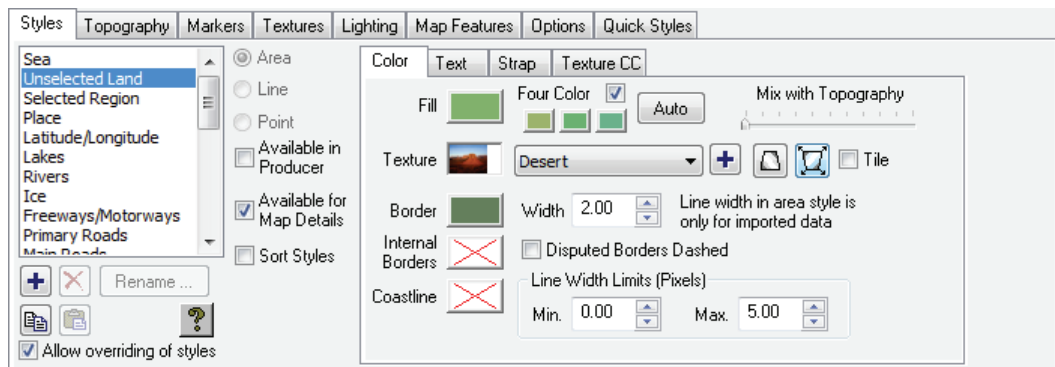 Styles Topography Markers Textures Lighting Map Features Options Quick Styles
Sea
Unselected Land
Selected Region
Place
Latitude/Longitude
Lakes
Rivers
Ice
Freeways/Motorways
Primary Roads
Main Roads
Rename ...
Allow overriding of styles
Area
Line
Point
Available in
Producer
Available for
Map Details
Sort Styles
Color Text Strap Texture CC
Fill Four Color Auto Mix with Topography
Texture Desert Tile
Border Width 2.00 Line width in area style is
only for imported data
Internal
Borders Disputed Borders Dashed
Coastline Line Width Limits (Pixels)
Min. 0.00 Max. 5.00